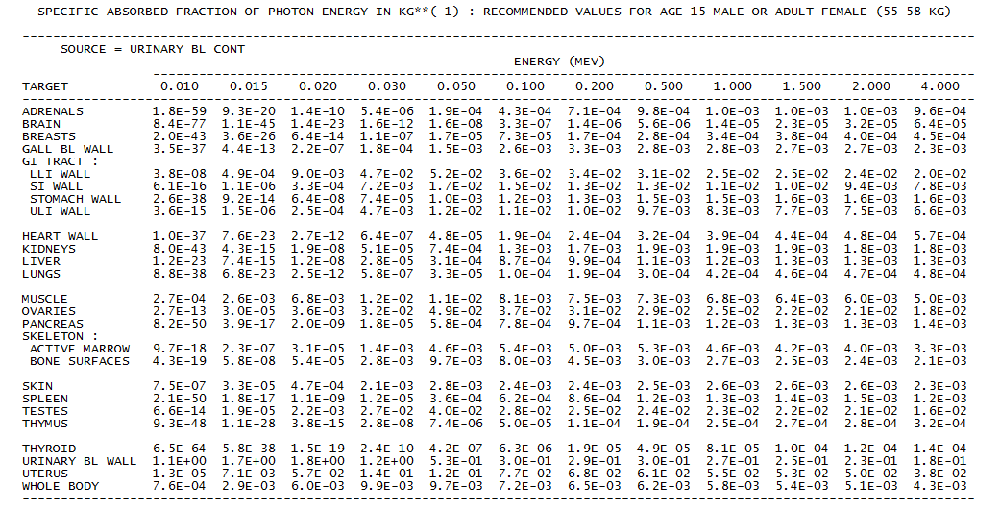 SPECIFIC ABSORBED FRACTION OF PHOTON ENERGY IN KG**(-1) : RECOMMENDED VALUES FOR AGE 15 MALE OR ADULT FEMALE (55-58 KG)
SOURCE = URINARY BL CONT
ENERGY (MEV)
TARGET 0.010 0.015 0.020 0.030 0.050 0.100 0.200 0.500 1.000 1.500 2.000 4.000
ADRENALS 1.8E-59 9.3E-20 1.4E-10 5.4E-06 1.9E-04 4.3E-04 7.1E-04 9.8E-04 1.0E-03 1.0E-03 1.0E-03 9.6E-04
BRAIN 8.4E-77 1.1E-45 1.4E-23 1.6E-12 1.6E-08 3.3E-07 1.4E-06 5.6E-06 1.4E-05 2.3E-05 3.2E-05 6.4E-05
BREASTS 2.0E-43 3.6E-26 6.4E-14 1.1E-07 1.7E-05 7.3E-05 1.7E-04 2.8E-04 3.4E-04 3.8E-04 4.0E-04 4.5E-04
GALL BL WALL 3.5E-37 4.4E-13 2.2E-07 1.8E-04 1.5E-03 2.6E-03 3.3E-03 2.8E-03 2.8E-03 2.7E-03 2.7E-03 2.3E-03
GI TRACT :
LLI WALL 3.8E-08 4.9E-04 9.0E-03 4.7E-02 5.2E-02 3.6E-02 3.4E-02 3.1E-02 2.5E-02 2.5E-02 2.4E-02 2.0E-02
SI WALL 6.1E-16 1.1E-06 3.3E-04 7.2E-03 1.7E-02 1.5E-02 1.3E-02 1.3E-02 1.1E-02 1.0E-02 9.4E-03 7.8E-03
STOMACH WALL 2.6E-38 9.2E-14 6.4E-08 7.4E-05 1.0E-03 1.2E-03 1.3E-03 1.5E-03 1.5E-03 1.6E-03 1.6E-03 1.6E-03
ULI WALL 3.6E-15 1.5E-06 2.5E-04 4.7E-03 1.2E-02 1.1E-02 1.0E-02 9.7E-03 8.3E-03 7.7E-03 7.5E-03 6.6E-03
HEART WALL 1.0E-37 7.6E-23 2.7E-12 6.4E-07 4.8E-05 1.9E-04 2.4E-04 3.2E-04 3.9E-04 4.4E-04 4.8E-04 5.7E-04
KIDNEYS 8.0E-43 4.3E-15 1.9E-08 5.1E-05 7.4E-04 1.3E-03 1.7E-03 1.9E-03 1.9E-03 1.9E-03 1.8E-03 1.8E-03
LIVER 1.2E-23 7.4E-15 1.2E-08 2.8E-05 3.1E-04 8.7E-04 9.9E-04 1.1E-03 1.2E-03 1.3E-03 1.3E-03 1.3E-03
LUNGS 8.8E-38 6.8E-23 2.5E-12 5.8E-07 3.3E-05 1.0E-04 1.9E-04 3.0E-04 4.2E-04 4.6E-04 4.7E-04 4.8E-04
MUSCLE 2.7E-04 2.6E-03 6.8E-03 1.2E-02 1.1E-02 8.1E-03 7.5E-03 7.3E-03 6.8E-03 6.4E-03 6.0E-03 5.0E-03
OVARIES 2.7E-13 3.0E-05 3.6E-03 3.2E-02 4.9E-02 3.7E-02 3.1E-02 2.9E-02 2.5E-02 2.2E-02 2.1E-02 1.8E-02
PANCREAS 8.2E-50 3.9E-17 2.0E-09 1.8E-05 5.8E-04 7.8E-04 9.7E-04 1.1E-03 1.2E-03 1.3E-03 1.3E-03 1.4E-03
SKELETON :
ACTIVE MARROW 9.7E-18 2.3E-07 3.1E-05 1.4E-03 4.6E-03 5.4E-03 5.0E-03 5.3E-03 4.6E-03 4.2E-03 4.0E-03 3.3E-03
BONE SURFACES 4.3E-19 5.8E-08 5.4E-05 2.8E-03 9.7E-03 8.0E-03 4.5E-03 3.0E-03 2.7E-03 2.5E-03 2.4E-03 2.1E-03
SKIN 7.5E-07 3.3E-05 4.7E-04 2.1E-03 2.8E-03 2.4E-03 2.4E-03 2.5E-03 2.6E-03 2.6E-03 2.6E-03 2.3E-03
SPLEEN 2.1E-50 1.8E-17 1.1E-09 1.2E-05 3.6E-04 6.2E-04 8.6E-04 1.2E-03 1.3E-03 1.4E-03 1.5E-03 1.2E-03
TESTES 6.6E-14 1.9E-05 2.2E-03 2.7E-02 4.0E-02 2.8E-02 2.5E-02 2.4E-02 2.2E-02 2.2E-02 2.1E-02 1.6E-02
THYMUS 9.3E-48 1.1E-28 3.8E-15 2.8E-08 7.4E-06 5.0E-05 1.1E-04 1.9E-04 2.5E-04 2.7E-04 2.8E-04 3.2E-04
THYROID 6.5E-64 5.8E-38 1.5E-19 2.4E-10 4.2E-07 6.3E-06 1.9E-05 4.9E-05 8.1E-05 1.0E-04 1.2E-04 1.4E-04
URINARY BL WALL 1.1E+00 1.7E+00 1.8E+00 1.2E+00 5.3E-01 3.0E-01 2.9E-01 3.0E-01 2.7E-01 2.5E-01 2.3E-01 1.8E-01
UTERUS 1.3E-05 7.1E-03 5.7E-02 1.4E-01 1.2E-01 7.7E-02 6.8E-02 6.1E-02 5.5E-02 5.3E-02 5.0E-02 3.8E-02
WHOLE BODY 7.6E-04 2.9E-03 6.0E-03 9.9E-03 9.7E-03 7.2E-03 6.5E-03 6.2E-03 5.8E-03 5.4E-03 5.1E-03 4.3E-03